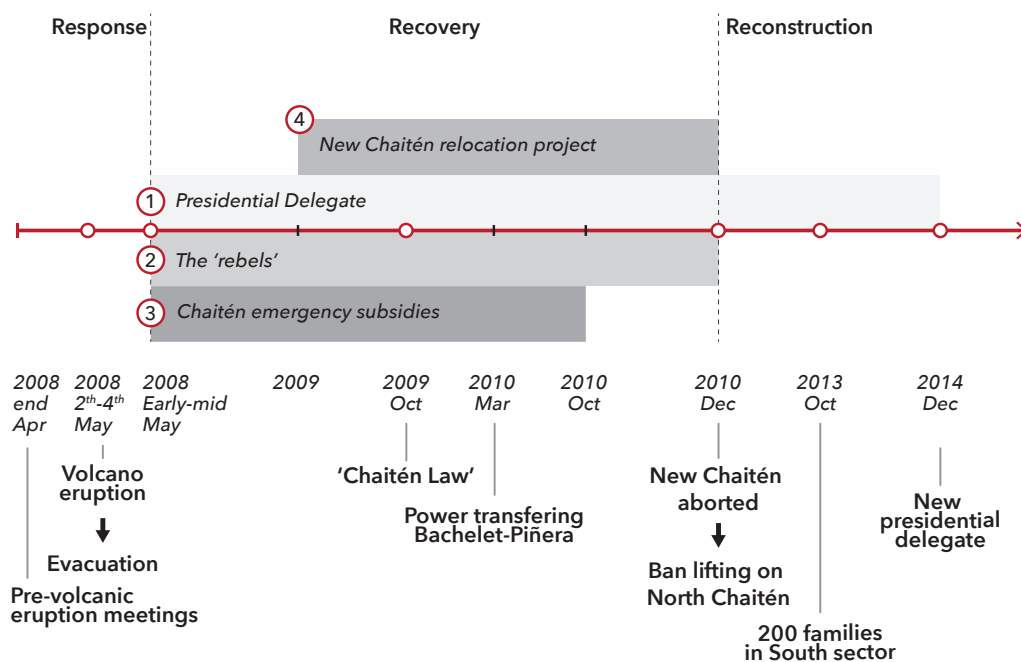 Response
Recovery
Reconstruction
4
New Chaitén relocation project
1
Presidential Delegate
2
The 'rebels'
3
Chaitén emergency subsidies
2008
end
Apr
2008
2th-4th
May
2008
Early-mid
May
2009
2009
Oct
2010
Mar
2010
Oct
2010
Dec
2013
Oct
2014
Dec
Volcano
eruption
Evacuation
Pre-volcanic
eruption meetings
'Chaitén Law'
Power transfering
Bachelet-Piñera
New Chaitén
aborted
Ban lifting on
North Chaitén
200 families
in South sector
New
presidential
delegate